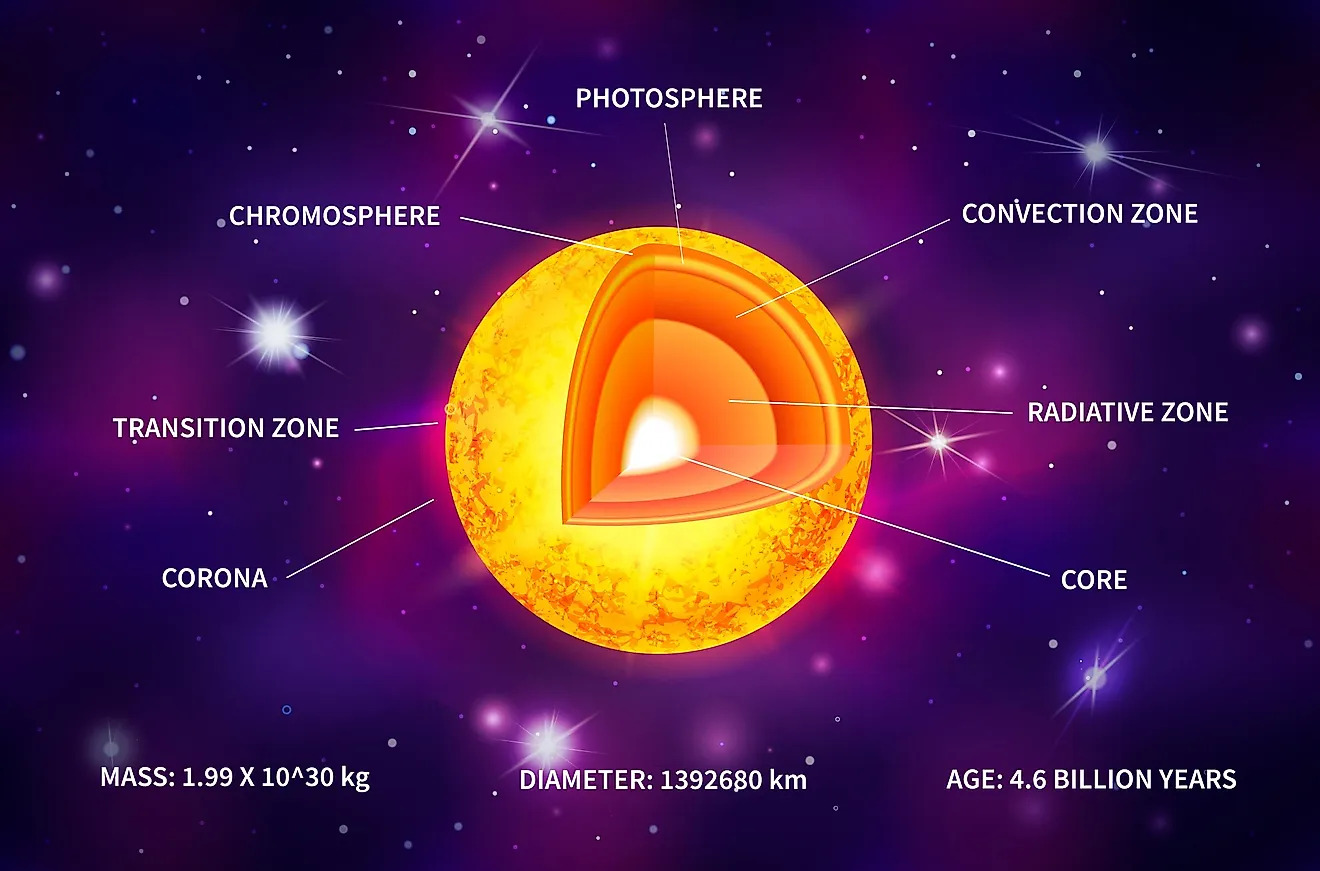 PHOTOSPHERE
CHROMOSPHERE
CONVECTION ZONE
TRANSITION ZONE
RADIATIVE ZONE
CORONA
CORE
MASS: 1.99 X 10^30 kg
DIAMETER: 1392680 km
AGE: 4.6 BILLION YEARS